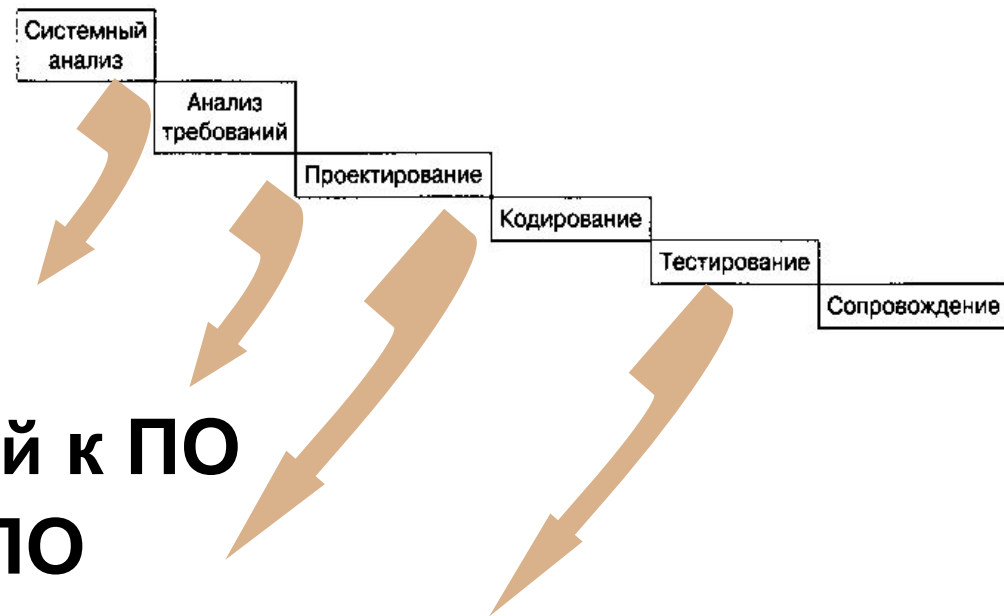 Системный
анализ
Анализ
требований
Проектирование
Кодирование
Тестирование
Сопровождение
й к ПО
ПО